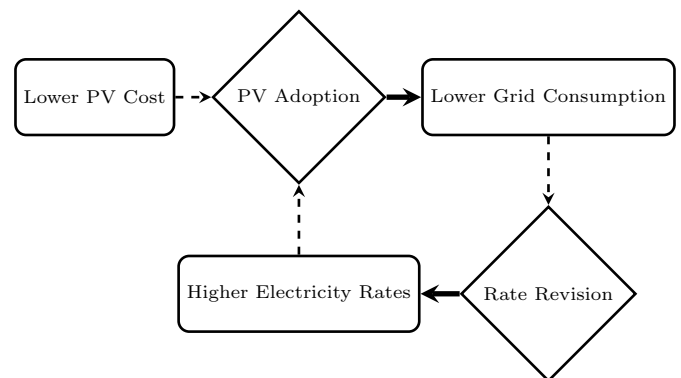 Lower PV Cost
PV Adoption
Lower Grid Consumption
Higher Electricity Rates
Rate Revision